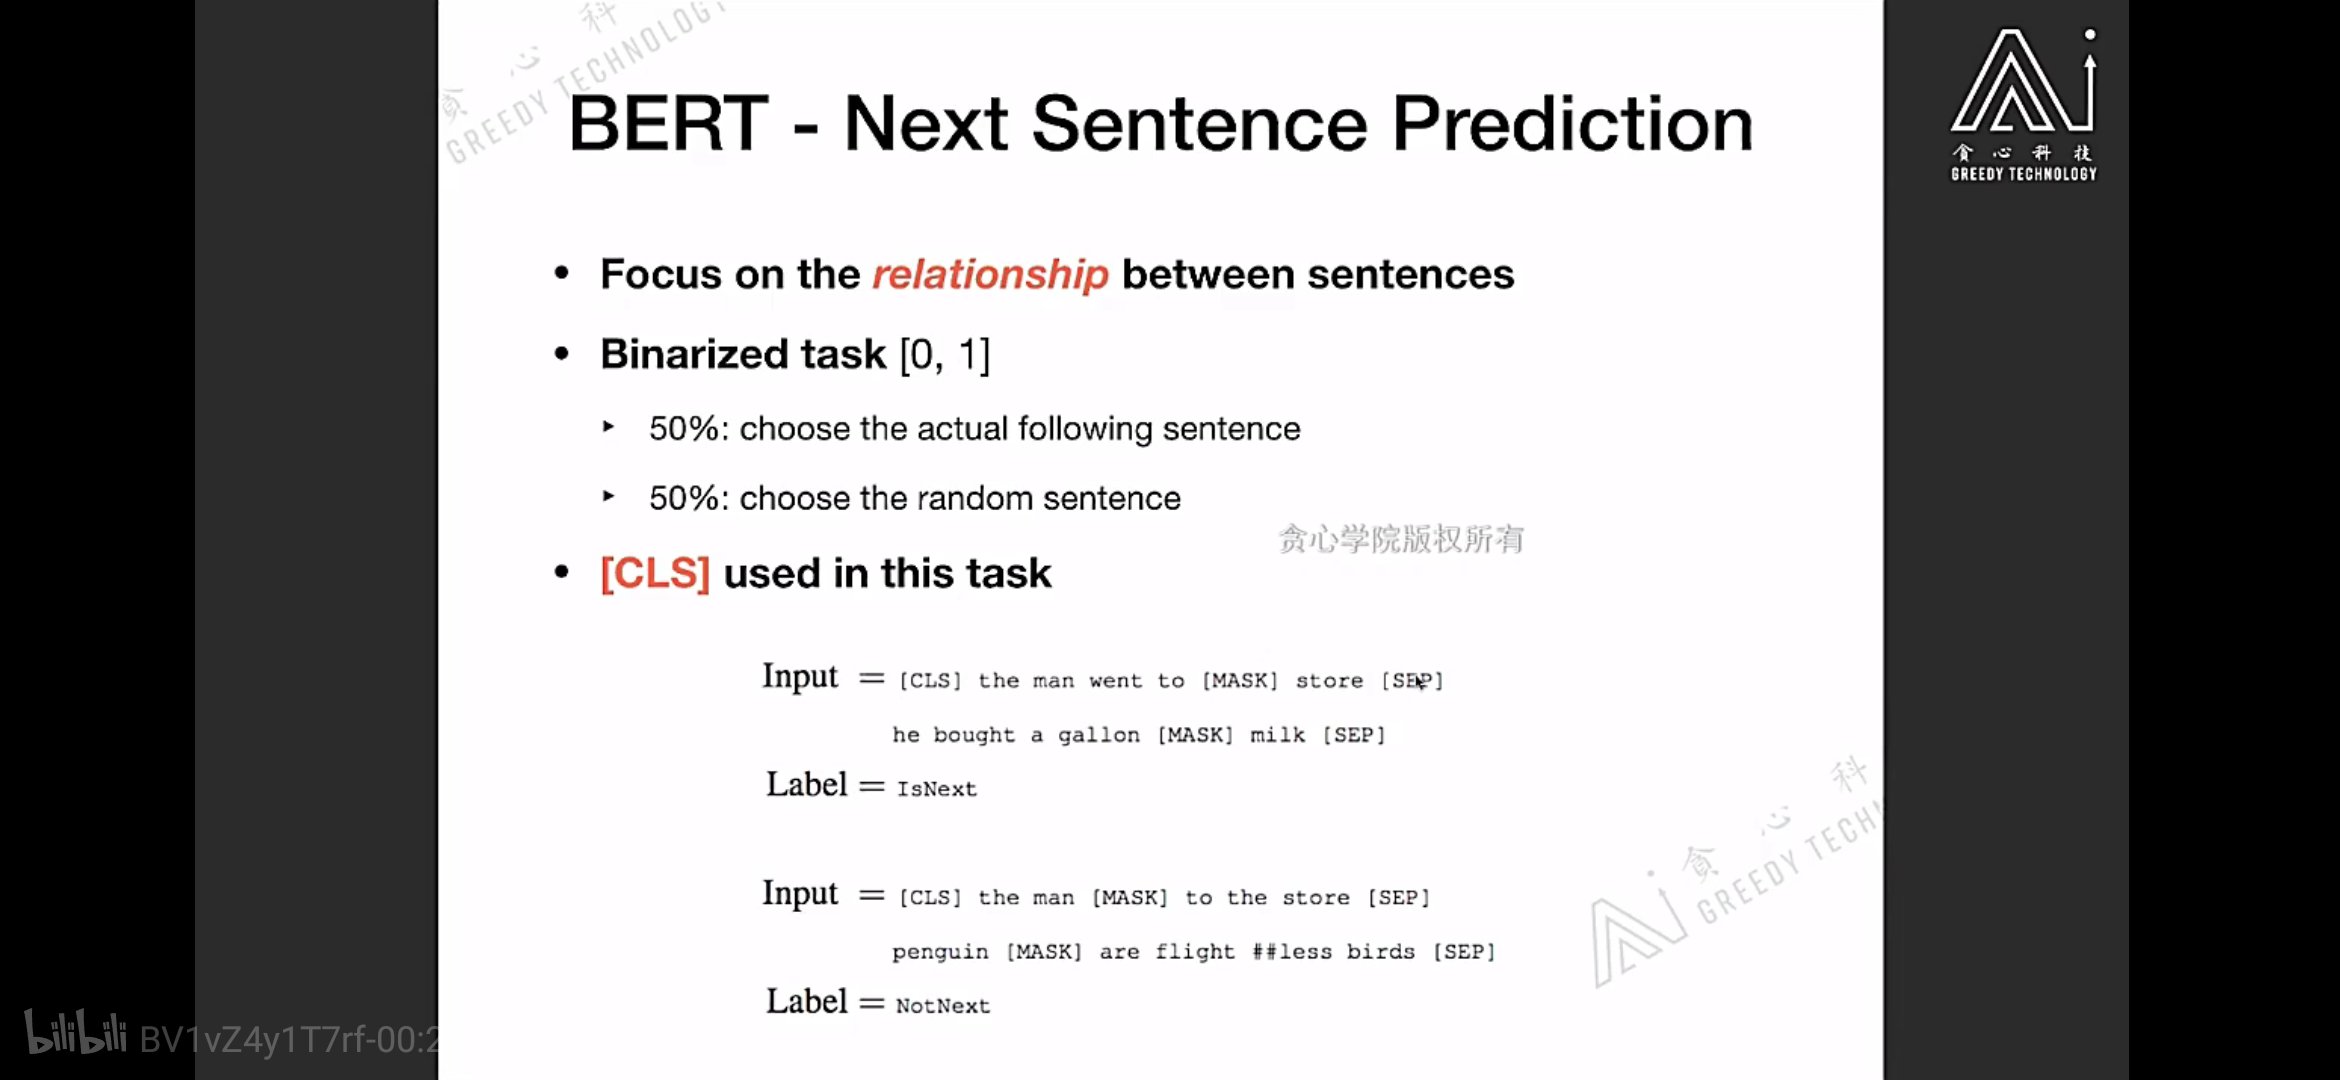 贪 心 科
GREEDY TECHNOLOGY
BERT - Next Sentence Prediction
贪 心 科 技
GREEDY TECHNOLOGY
• Focus on the relationship between sentences
• Binarized task [0, 1]
‣ 50%: choose the actual following sentence
‣ 50%: choose the random sentence
贪心学院版权所有
• [CLS] used in this task
Input = [CLS] the man went to [MASK] store [SEP]
he bought a gallon [MASK] milk [SEP]
Label = IsNext
Input = [CLS] the man [MASK] to the store [SEP]
penguin [MASK] are flight ##less birds [SEP]
Label = NotNext
贪 心 科
GREEDY TECH
bilibili BV1vZ4y1T7rf-00:2